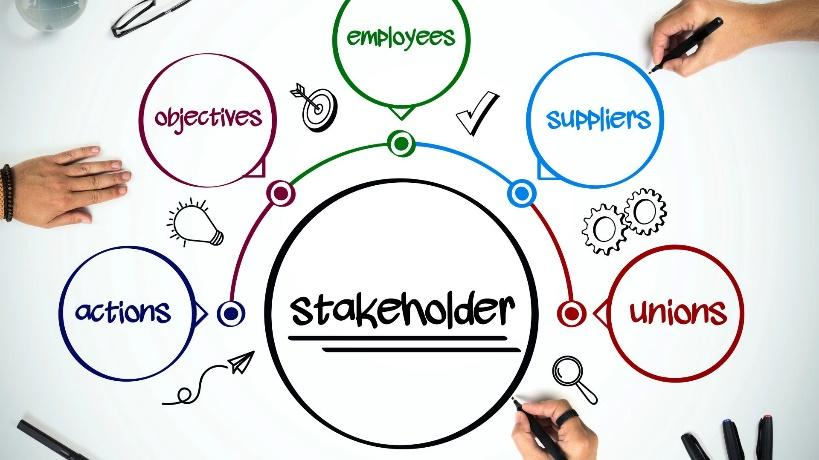 employees
objectives
suppliers
actions
stakeholder
unions